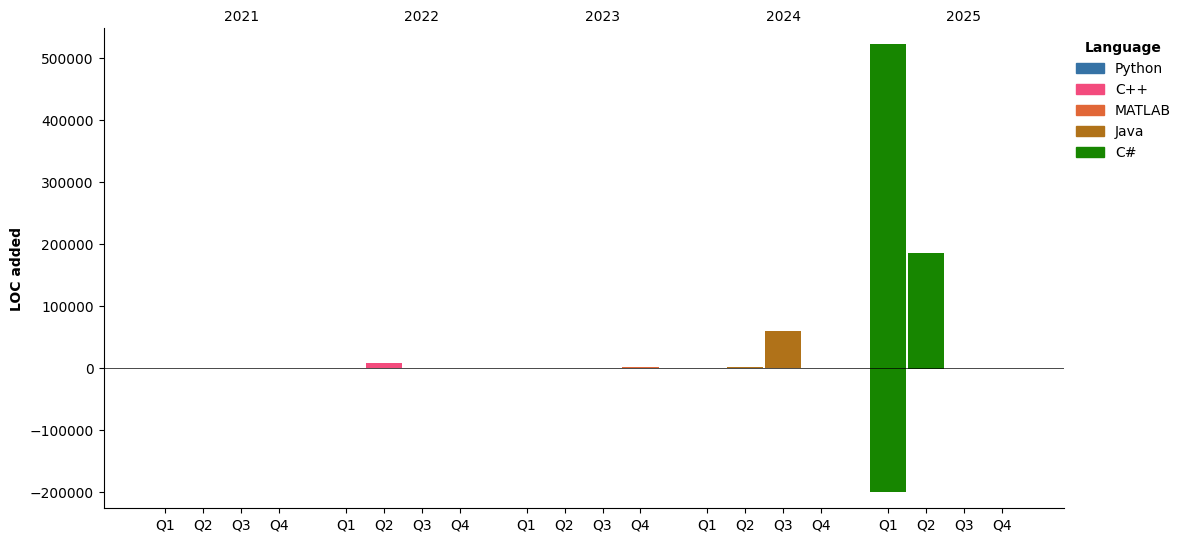 2021 2022 2023 2024 2025
Language
Python
C++
MATLAB
Java
C#
LOC added
500000
400000
300000
200000
100000
0
−100000
−200000
Q1 Q2 Q3 Q4 Q1 Q2 Q3 Q4 Q1 Q2 Q3 Q4 Q1 Q2 Q3 Q4 Q1 Q2 Q3 Q4